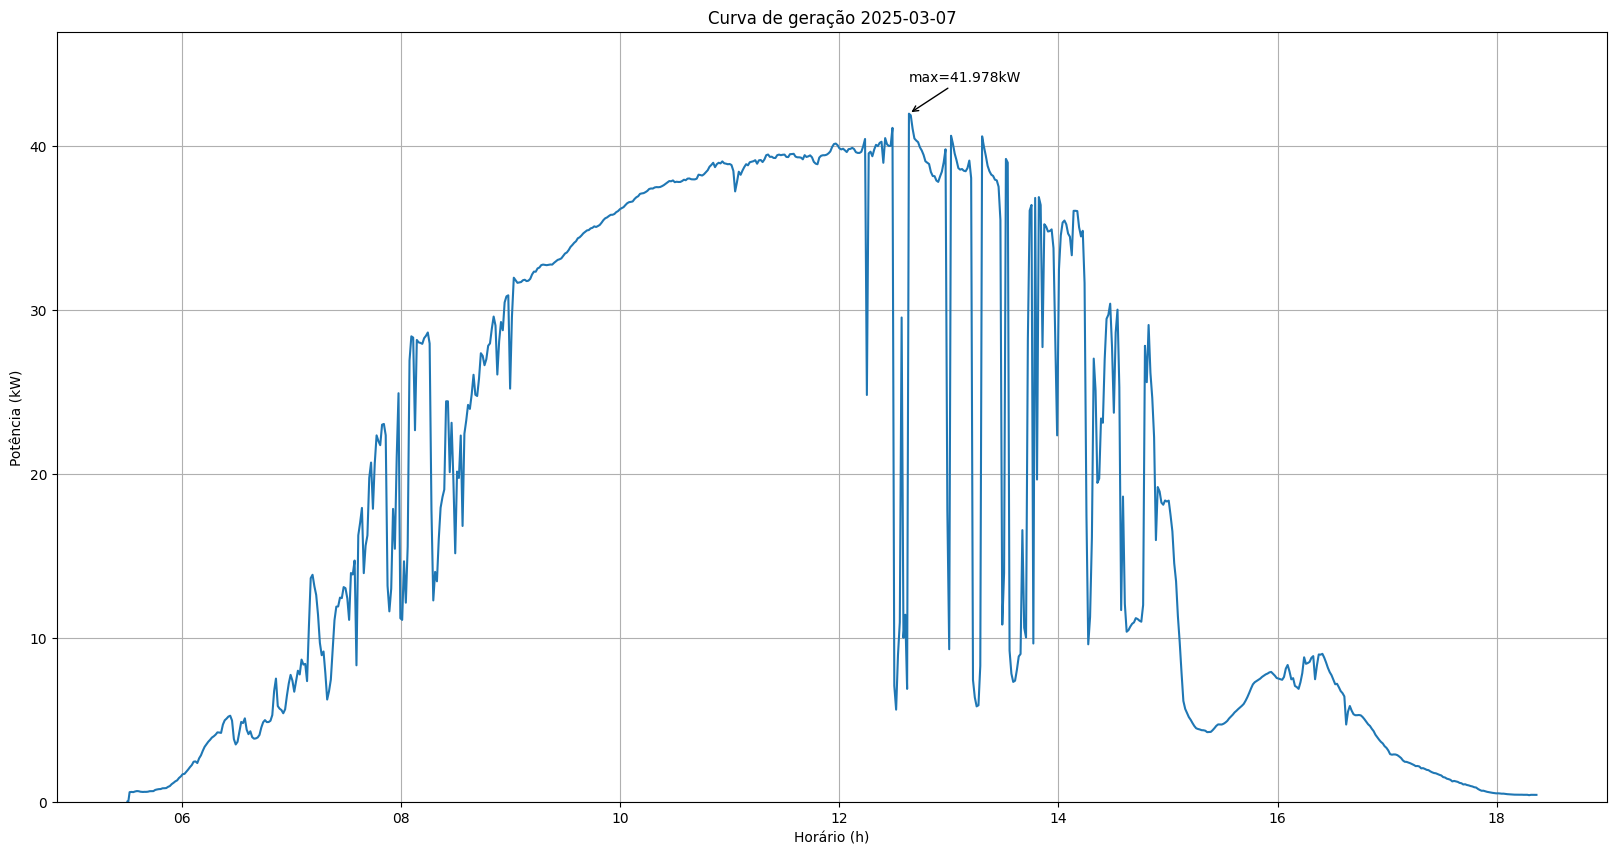 Curva de geração 2025-03-07
max=41.978kW
40
30
20
10
0
Potência (kW)
06 08 10 12 14 16 18
Horário (h)